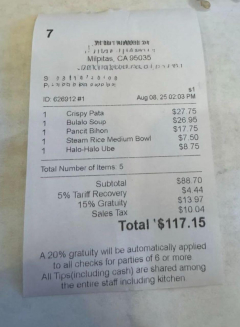 7
Milpitas, CA 95035
s1
ID: 626912 #1 Aug 08, 25 02:03 PM
1 Crispy Pata $27.75
1 Bulalo Soup $26.95
1 Pancit Bihon $17.75
1 Steam Rice Medium Bowl $7.50
1 Halo-Halo Ube $8.75
Total Number of Items: 5
Subtotal $88.70
5% Tariff Recovery $4.44
15% Gratuity $13.97
Sales Tax $10.04
Total $117.15
A 20% gratuity will be automatically applied
to all checks for parties of 6 or more
All Tips(including cash) are shared among
the entire staff including kitchen.